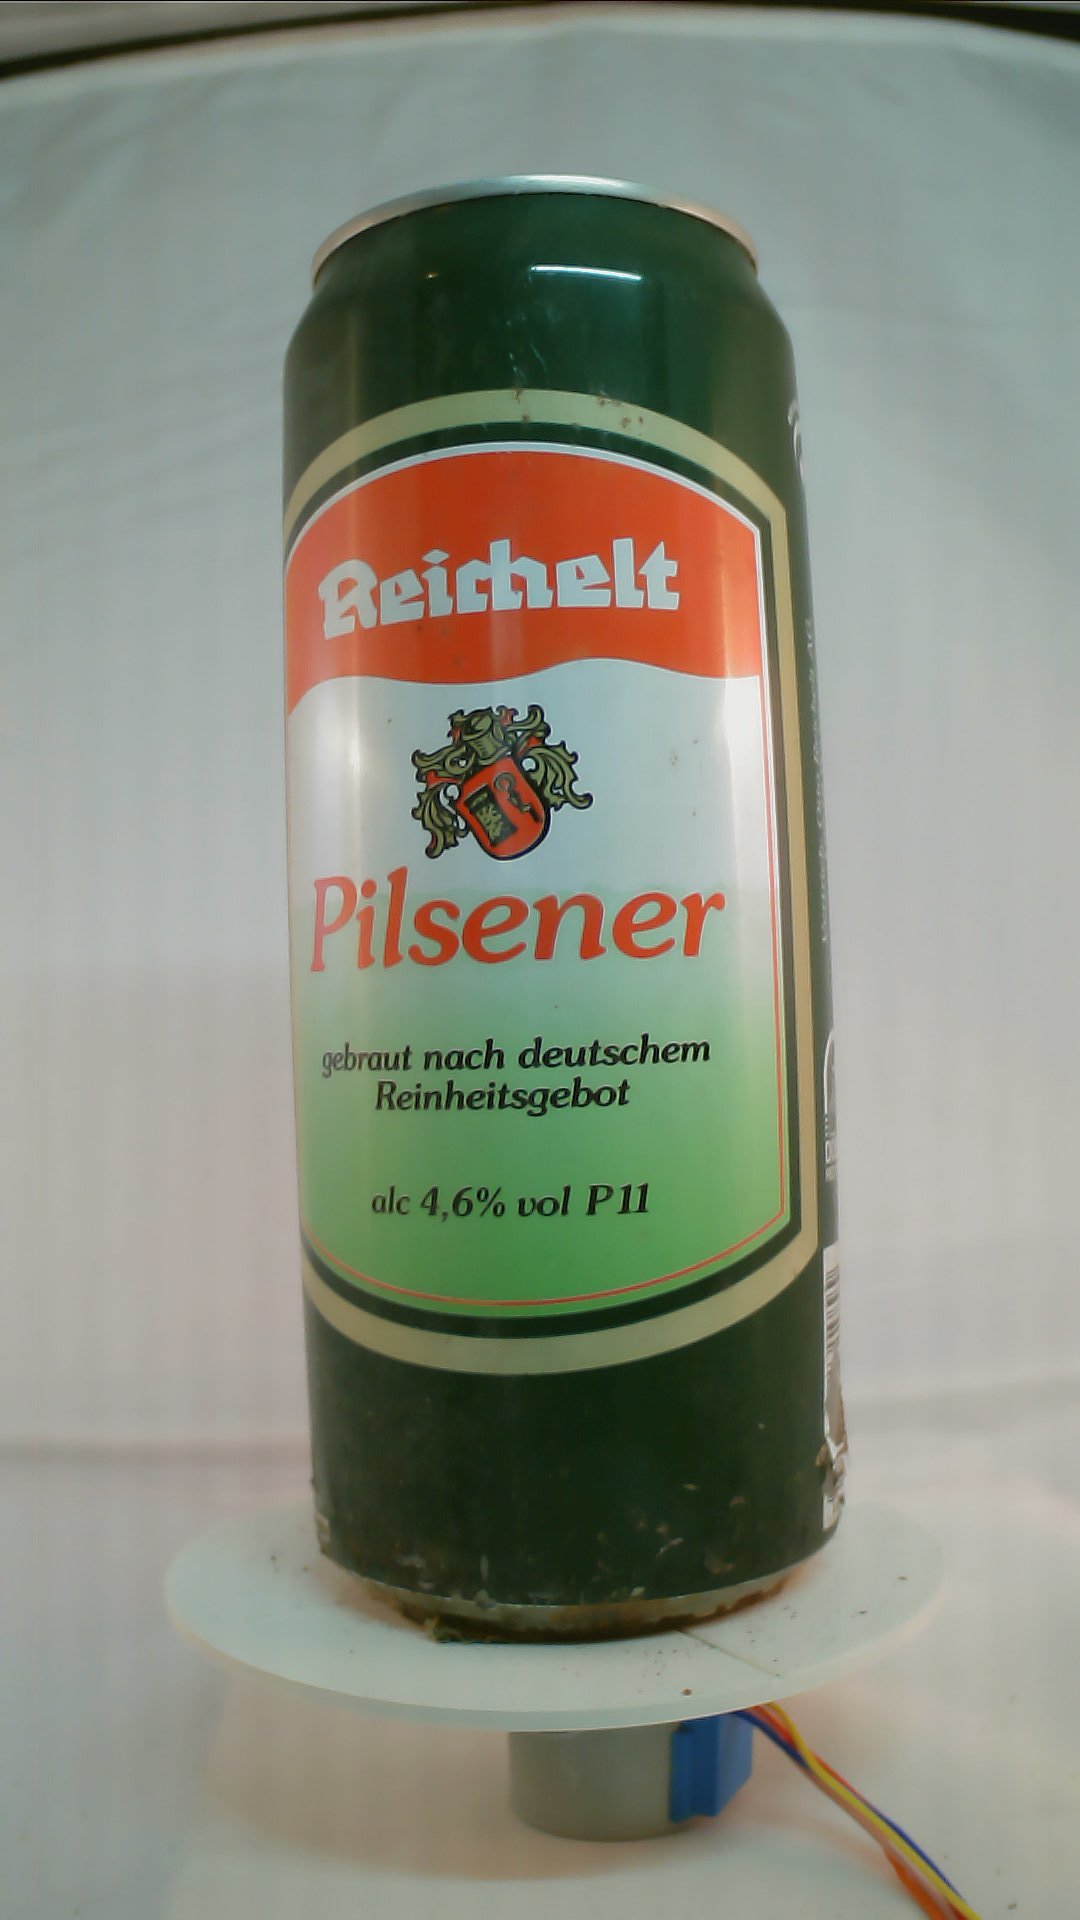 Reichelt
Pilsener
gebraut nach deutschem
Reinheitsgebot
alc 4,6% vol P11